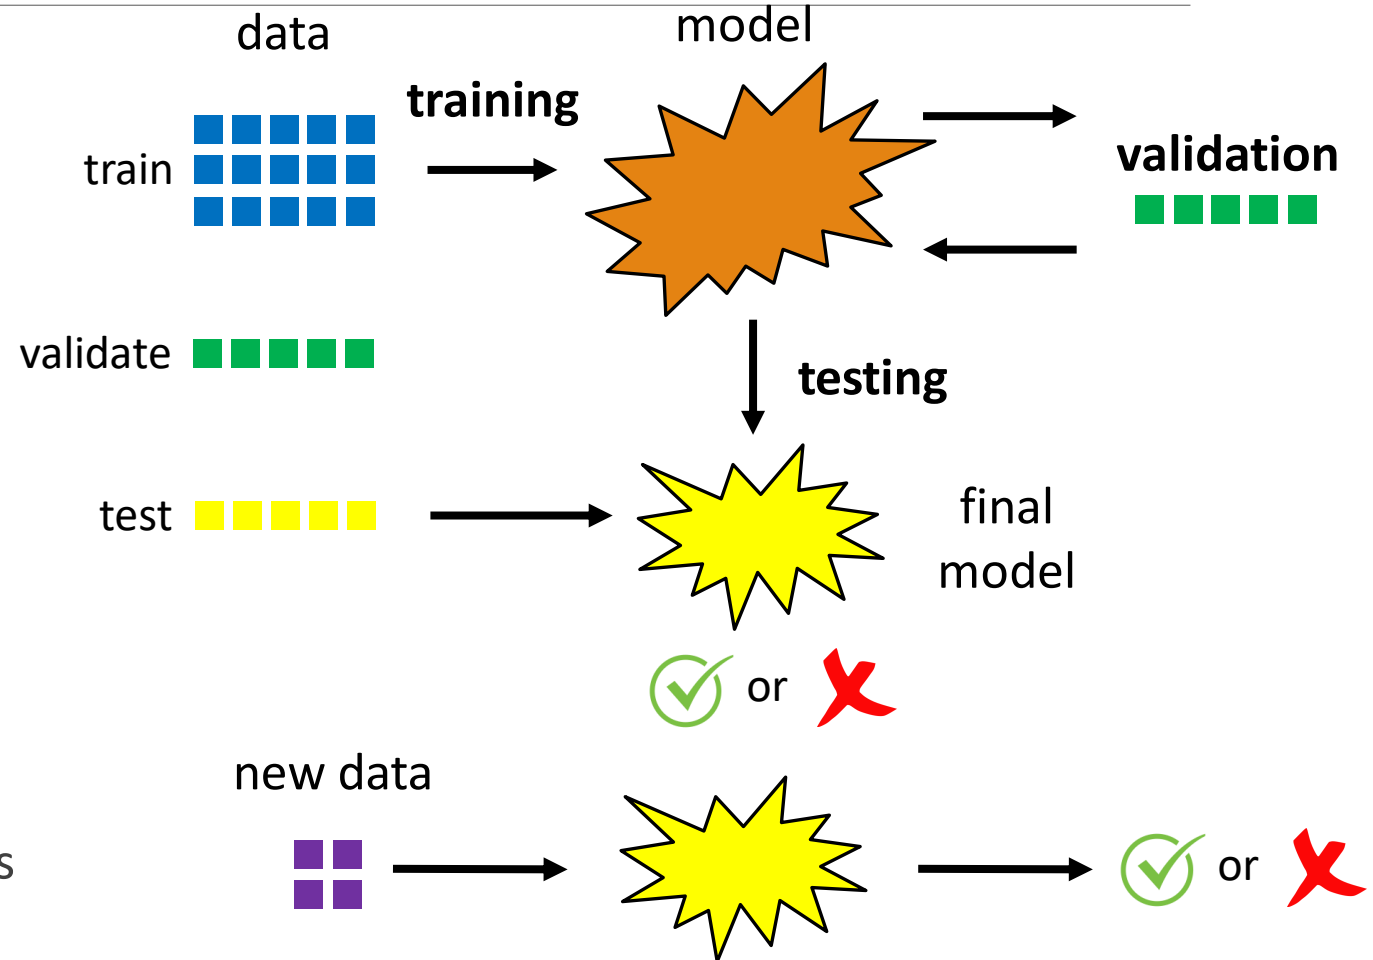 data
model
training
train
validation
validate
testing
test
final
model
or
new data
s
or